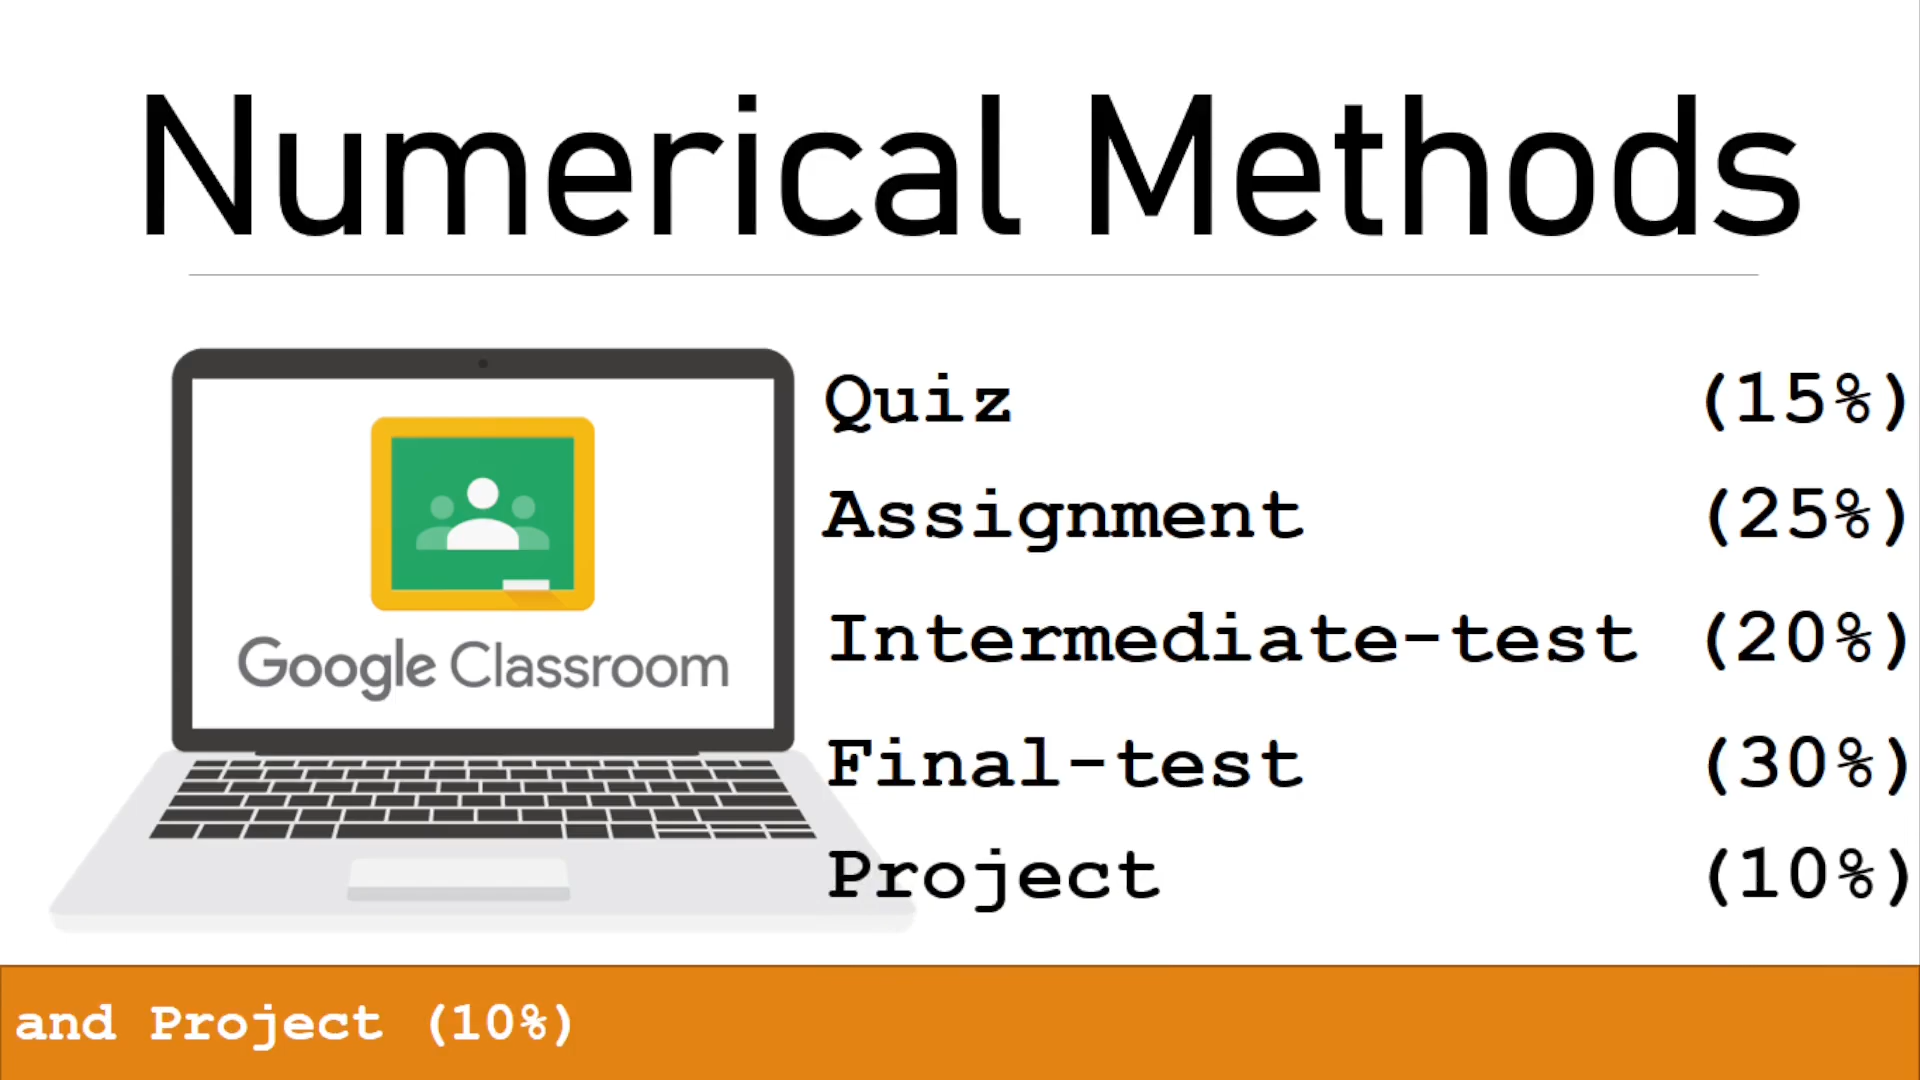 Numerical Methods
Google Classroom
Quiz (15%)
Assignment (25%)
Intermediate-test (20%)
Final-test (30%)
Project (10%)
and Project (10%)